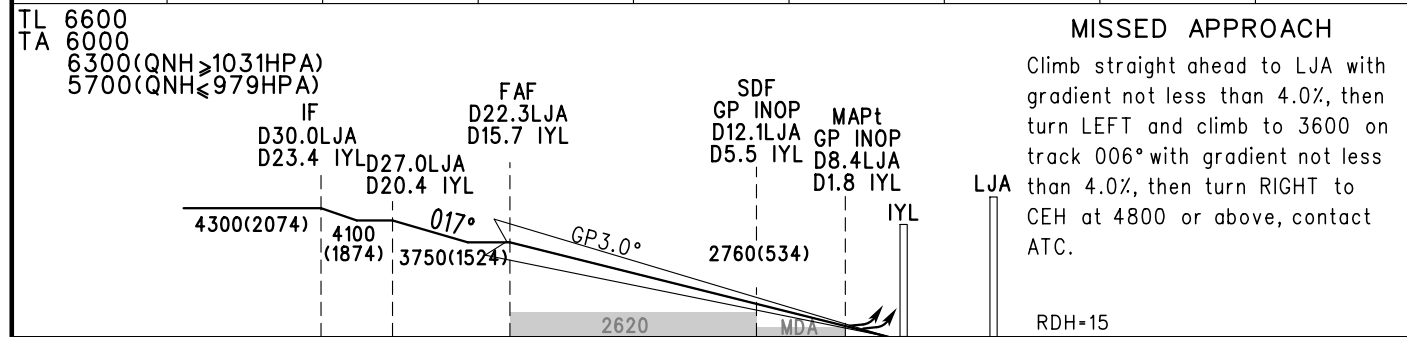 TL 6600
TA 6000
6300(QNH≥1031HPA)
5700(QNH≤979HPA)
IF
D30.0LJA
D23.4 IYL
D27.0LJA
D20.4 IYL
FAF
D22.3LJA
D15.7 IYL
SDF
GP INOP
D12.1LJA
D5.5 IYL
MAPt
GP INOP
D8.4LJA
D1.8 IYL
IYL
LJA
4300(2074)
4100
(1874)
017°
3750(1524)
GP3.0°
2760(534)
2620
MDA
MISSED APPROACH
Climb straight ahead to LJA with
gradient not less than 4.0%, then
turn LEFT and climb to 3600 on
track 006° with gradient not less
than 4.0%, then turn RIGHT to
CEH at 4800 or above, contact
ATC.
RDH=15